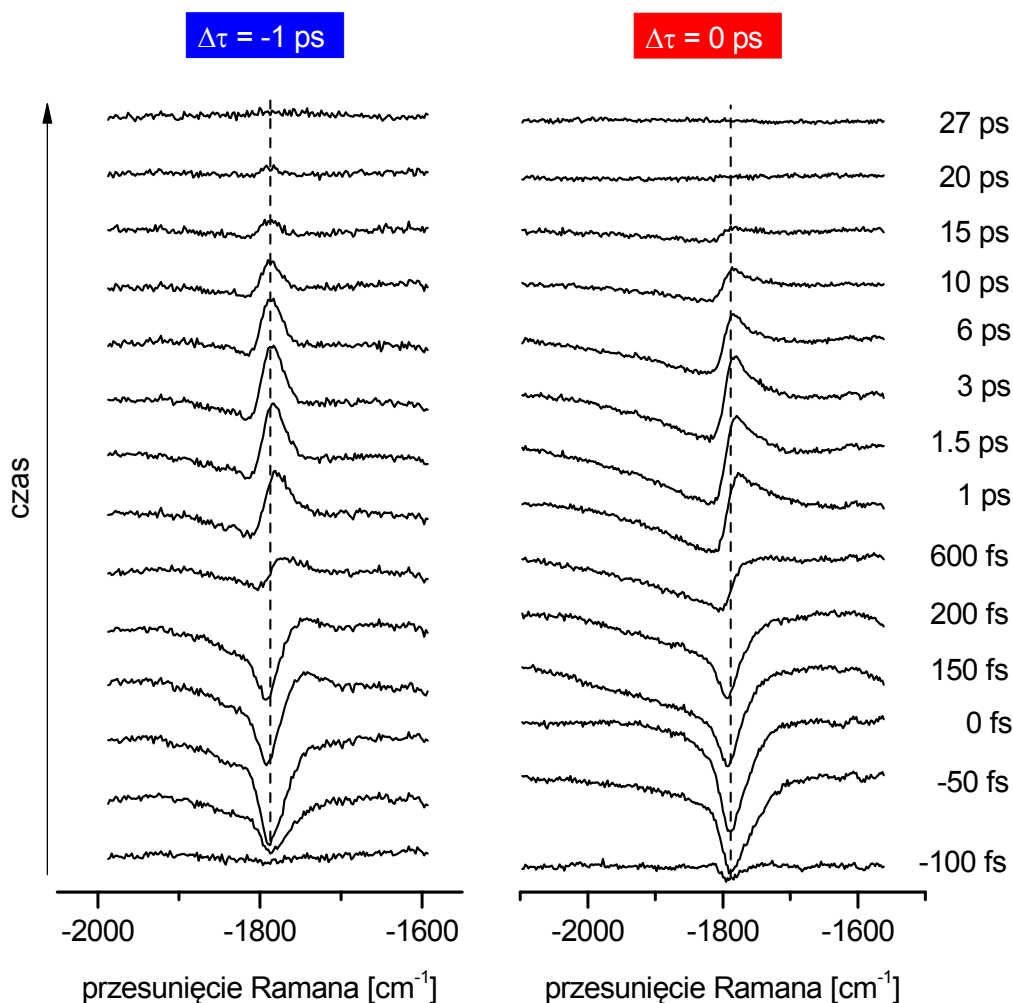 Δτ = -1 ps
Δτ = 0 ps
27 ps
20 ps
15 ps
10 ps
6 ps
3 ps
1.5 ps
1 ps
600 fs
200 fs
150 fs
0 fs
-50 fs
-100 fs
czas
-2000 -1800 -1600
-2000 -1800 -1600
przesunięcie Ramana [cm⁻¹]
przesunięcie Ramana [cm⁻¹]